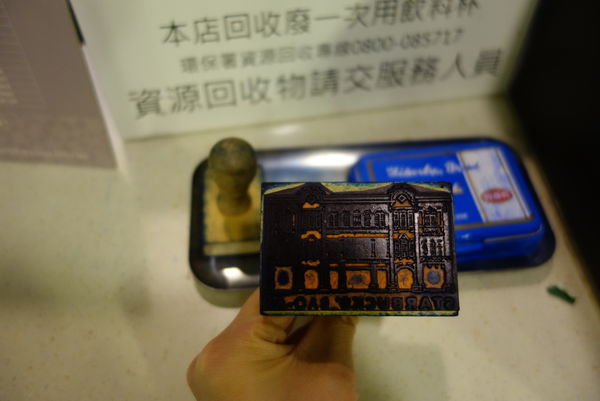 本店回收廢一次用飲料杯
環保署資源回收專線0800-085717
資源回收物請交服務人員
STARBUCKS